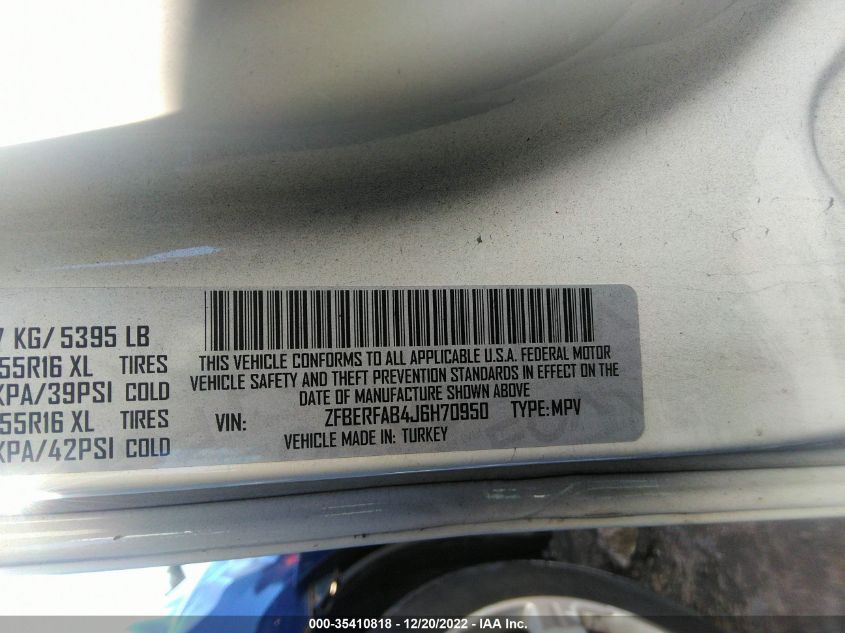 7 KG/ 5395 LB
55R16 XL TIRES
KPA/39PSI COLD
55R16 XL TIRES
KPA/42PSI COLD
THIS VEHICLE CONFORMS TO ALL APPLICABLE U.S.A. FEDERAL MOTOR
VEHICLE SAFETY AND THEFT PREVENTION STANDARDS IN EFFECT ON THE
DATE OF MANUFACTURE SHOWN ABOVE
VIN: ZFBERFAB4J6H70950 TYPE: MPV
VEHICLE MADE IN: TURKEY
000-35410818 - 12/20/2022 - IAA Inc.